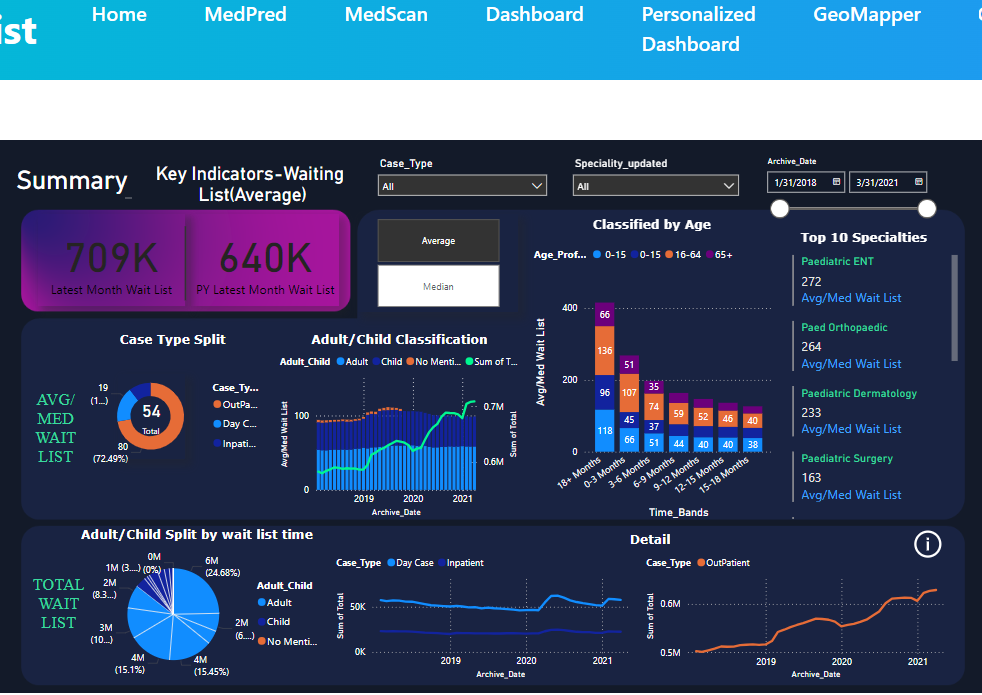 ist
Home
MedPred
MedScan
Dashboard
Personalized
Dashboard
GeoMapper
Summary_
Key Indicators-Waiting
List(Average)
Case_Type
All
Speciality_updated
All
Archive_Date
1/31/2018
3/31/2021
709K
Latest Month Wait List
640K
PY Latest Month Wait List
Average
Median
Classified by Age
Age_Prof... 0-15 0-15 16-64 65+
Avg/Med Wait List
400
200
0
66
136
96
118
51
107
45
66
35
74
37
51
59
44
52
40
46
40
40
38
18+ Months
0-3 Months
3-6 Months
6-9 Months
9-12 Months
12-15 Months
15-18 Months
Time_Bands
Top 10 Specialties
Paediatric ENT
272
Avg/Med Wait List
Paed Orthopaedic
264
Avg/Med Wait List
Paediatric Dermatology
233
Avg/Med Wait List
Paediatric Surgery
163
Avg/Med Wait List
AVG/
MED
WAIT
LIST
Case Type Split
19
(1...)
54
Total
80
(72.49%)
Case_Ty...
OutPa...
Day C...
Inpati...
Adult/Child Classification
Adult_Child Adult Child No Menti... Sum of T...
Avg/Med Wait List
100
0
0.7M
0.6M
Sum of Total
2019
2020
2021
Archive_Date
TOTAL
WAIT
LIST
Adult/Child Split by wait list time
0M
(0%)
1M (3....)
2M
(8.3...)
3M
(10...)
4M
(15.1%)
4M
(15.45%)
2M
(6....)
6M
(24.68%)
Adult_Child
Adult
Child
No Menti...
Detail
Case_Type Day Case Inpatient
Sum of Total
50K
0K
2019
2020
2021
Archive_Date
Case_Type OutPatient
Sum of Total
0.6M
0.5M
2019
2020
2021
Archive_Date
i